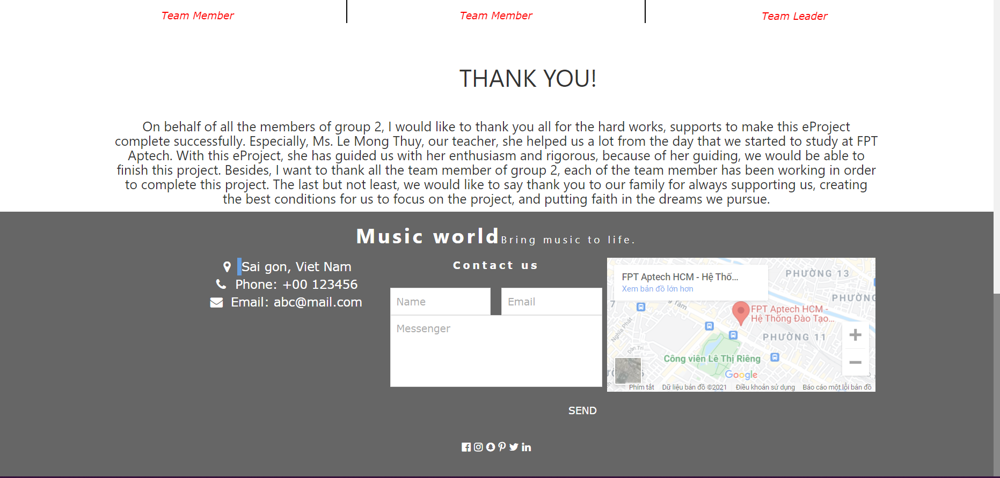 Team Member
Team Member
Team Leader
THANK YOU!
On behalf of all the members of group 2, I would like to thank you all for the hard works, supports to make this eProject
complete successfully. Especially, Ms. Le Mong Thuy, our teacher, she helped us a lot from the day that we started to study at FPT
Aptech. With this eProject, she has guided us with her enthusiasm and rigorous, because of her guiding, we would be able to
finish this project. Besides, I want to thank all the team member of group 2, each of the team member has been working in order
to complete this project. The last but not least, we would like to say thank you to our family for always supporting us, creating
the best conditions for us to focus on the project, and putting faith in the dreams we pursue.
Music world Bring music to life.
Sai gon, Viet Nam
Phone: +00 123456
Email: abc@mail.com
Contact us
Name
Email
Messenger
SEND
FPT Aptech HCM - Hệ Thố...
Xem bản đồ lớn hơn
PHƯỜNG 13
PHƯỜNG
7
Tám
Nghĩa Phát
FPT Aptech HCM -
Hệ Thống Đào Tạo...
PHƯỜNG 11
Dân Trí
Công viên Lê Thị Riêng
Google
Phím tắt
Dữ liệu bản đồ ©2021
Điều khoản sử dụng
Báo cáo một lỗi bản đồ